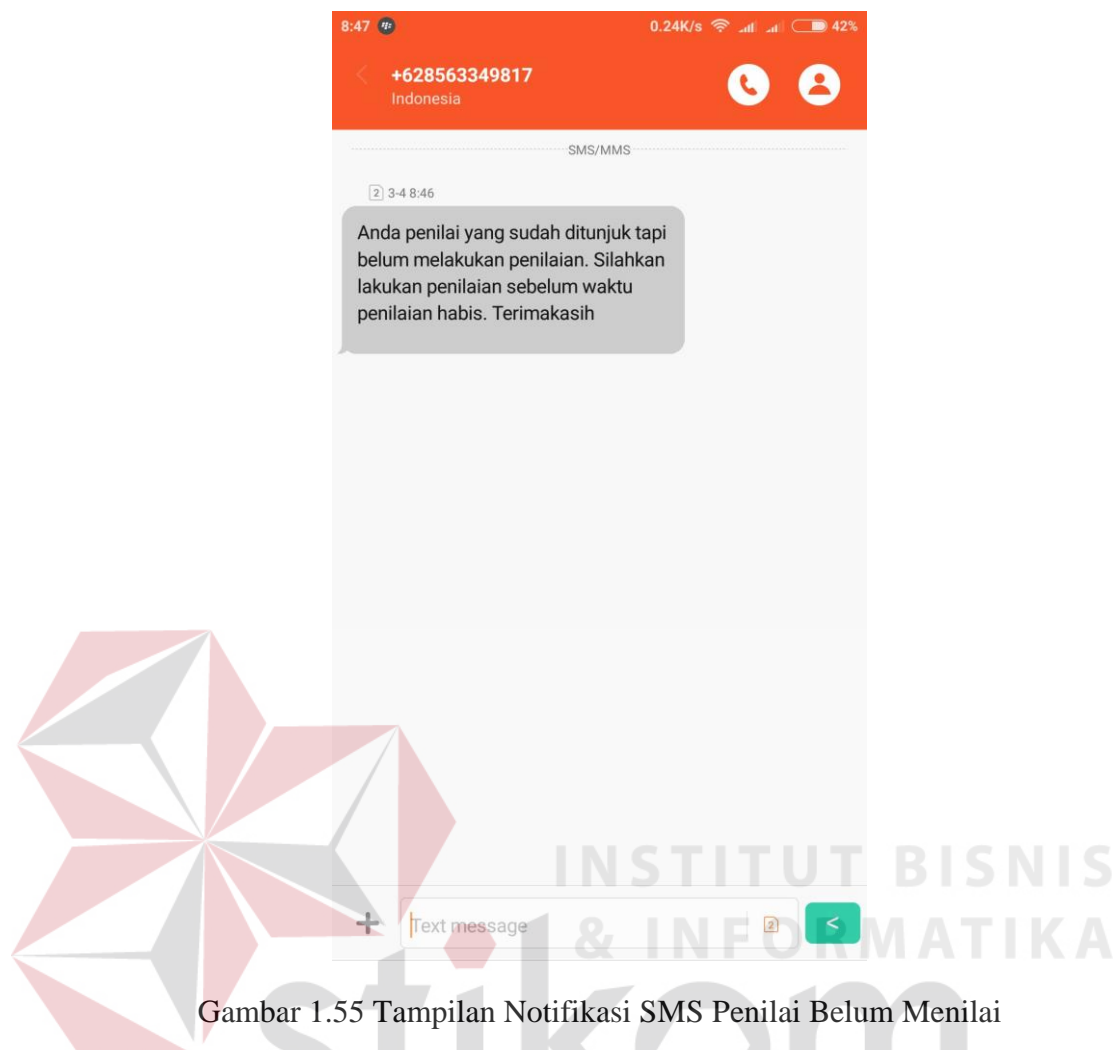 8:47 0.24K/s 42%
+628563349817
Indonesia
SMS/MMS
2 3-4 8:46
Anda penilai yang sudah ditunjuk tapi
belum melakukan penilaian. Silahkan
lakukan penilaian sebelum waktu
penilaian habis. Terimakasih
INSTITUT BISNIS
Text message 2
& INFORMATIKA
stikom
Gambar 1.55 Tampilan Notifikasi SMS Penilai Belum Menilai